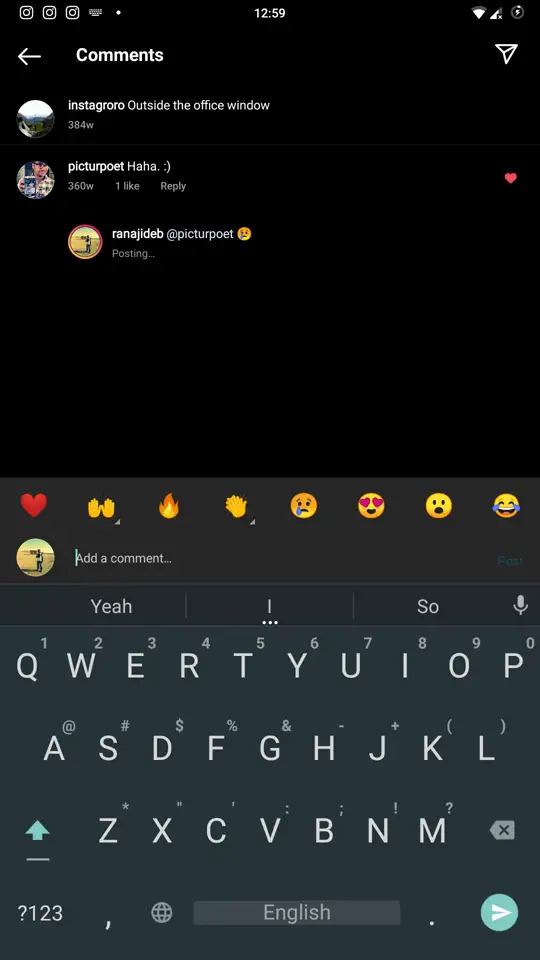 12:59
Comments
instagroro Outside the office window
384w
picturpoet Haha. :)
360w 1 like Reply
ranajideb @picturpoet 😢
Posting...
❤️ 🙌 🔥 👏 😢 😍 😮 😂
Add a comment...
Post
Yeah I So
1 2 3 4 5 6 7 8 9 0
Q W E R T Y U I O P
@ # $ % & - + ( )
A S D F G H J K L
* " ' : ; ! ?
Z X C V B N M
?123 , English .